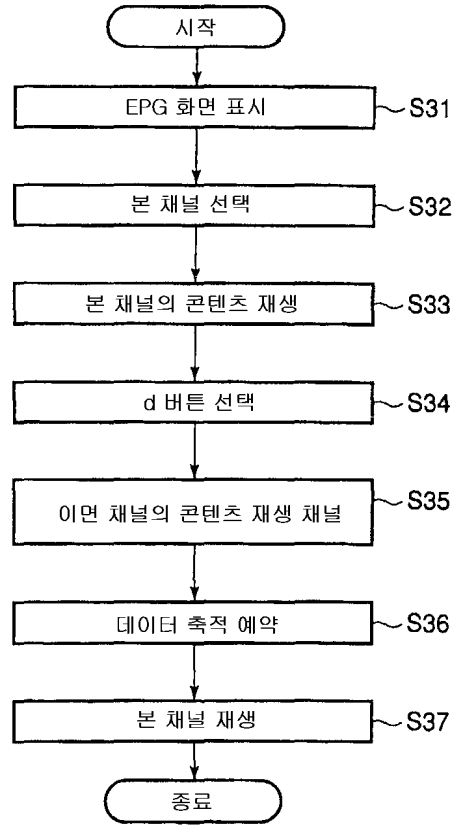 시작
EPG 화면 표시
S31
본 채널 선택
S32
본 채널의 콘텐츠 재생
S33
d 버튼 선택
S34
이면 채널의 콘텐츠 재생 채널
S35
데이터 축적 예약
S36
본 채널 재생
S37
종료